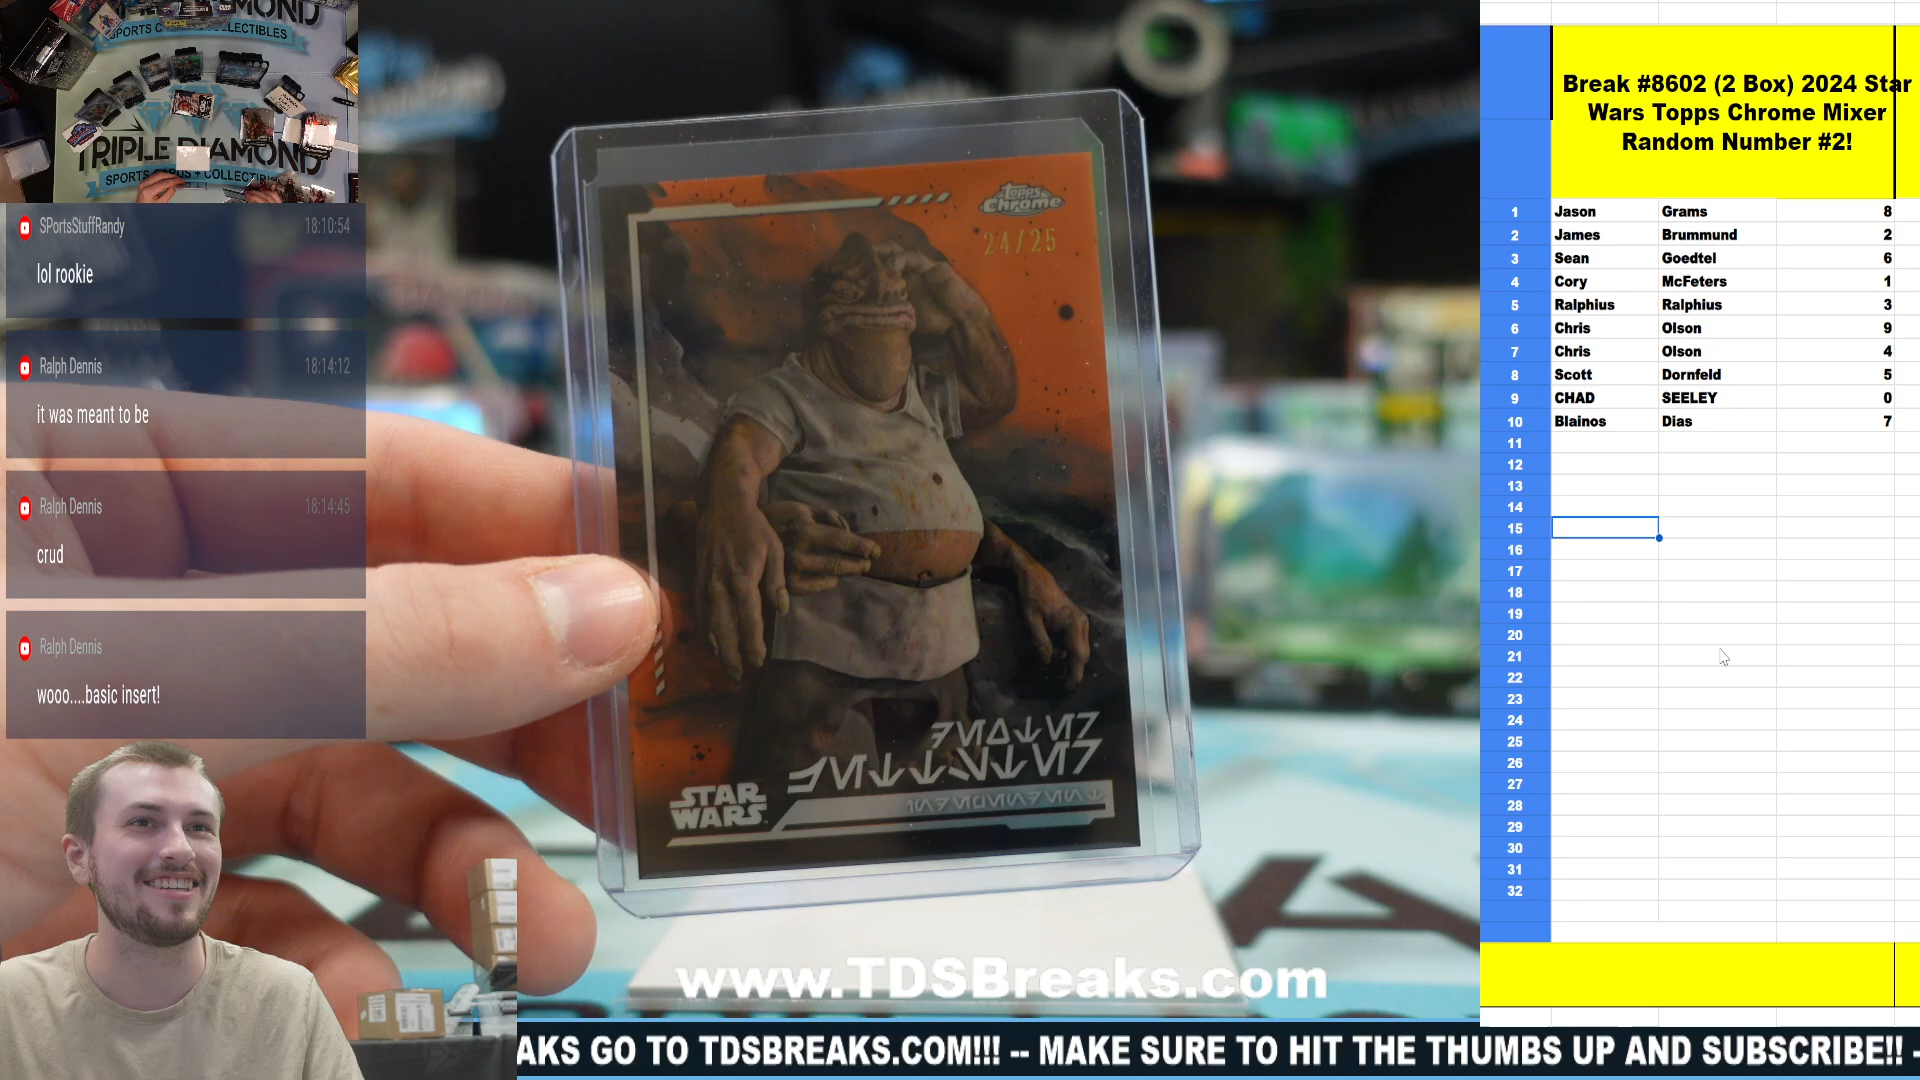 SPORTS CARDS + COLLECTIBLES
TRIPLE DIAMOND
SPORTS CARDS + COLLECTIBLES
SPortsStuffRandy 18:10:54
lol rookie
Ralph Dennis 18:14:12
it was meant to be
Ralph Dennis 18:14:45
crud
Ralph Dennis
wooo....basic insert!
Topps
Chrome
24/25
STAR
WARS
www.TDSBreaks.com
AKS GO TO TDSBREAKS.COM!!! -- MAKE SURE TO HIT THE THUMBS UP AND SUBSCRIBE!! -
Break #8602 (2 Box) 2024 Star
Wars Topps Chrome Mixer
Random Number #2!
1 Jason Grams 8
2 James Brummund 2
3 Sean Goedtel 6
4 Cory McFeters 1
5 Ralphius Ralphius 3
6 Chris Olson 9
7 Chris Olson 4
8 Scott Dornfeld 5
9 CHAD SEELEY 0
10 Blainos Dias 7
11
12
13
14
15
16
17
18
19
20
21
22
23
24
25
26
27
28
29
30
31
32